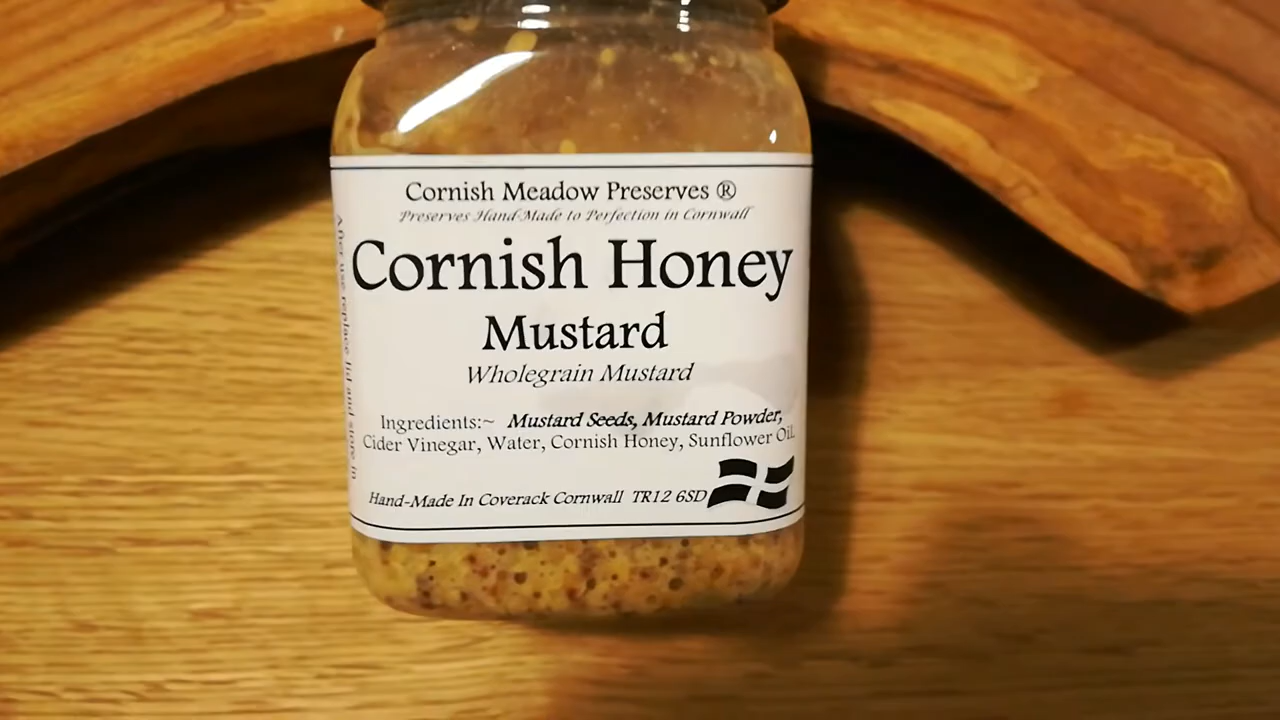 Cornish Meadow Preserves ®
Preserves Hand-Made to Perfection in Cornwall
Cornish Honey
Mustard
Wholegrain Mustard
Ingredients:~ Mustard Seeds, Mustard Powder,
Cider Vinegar, Water, Cornish Honey, Sunflower Oil.
Hand-Made In Coverack Cornwall TR12 6SD
After use replace lid and store in